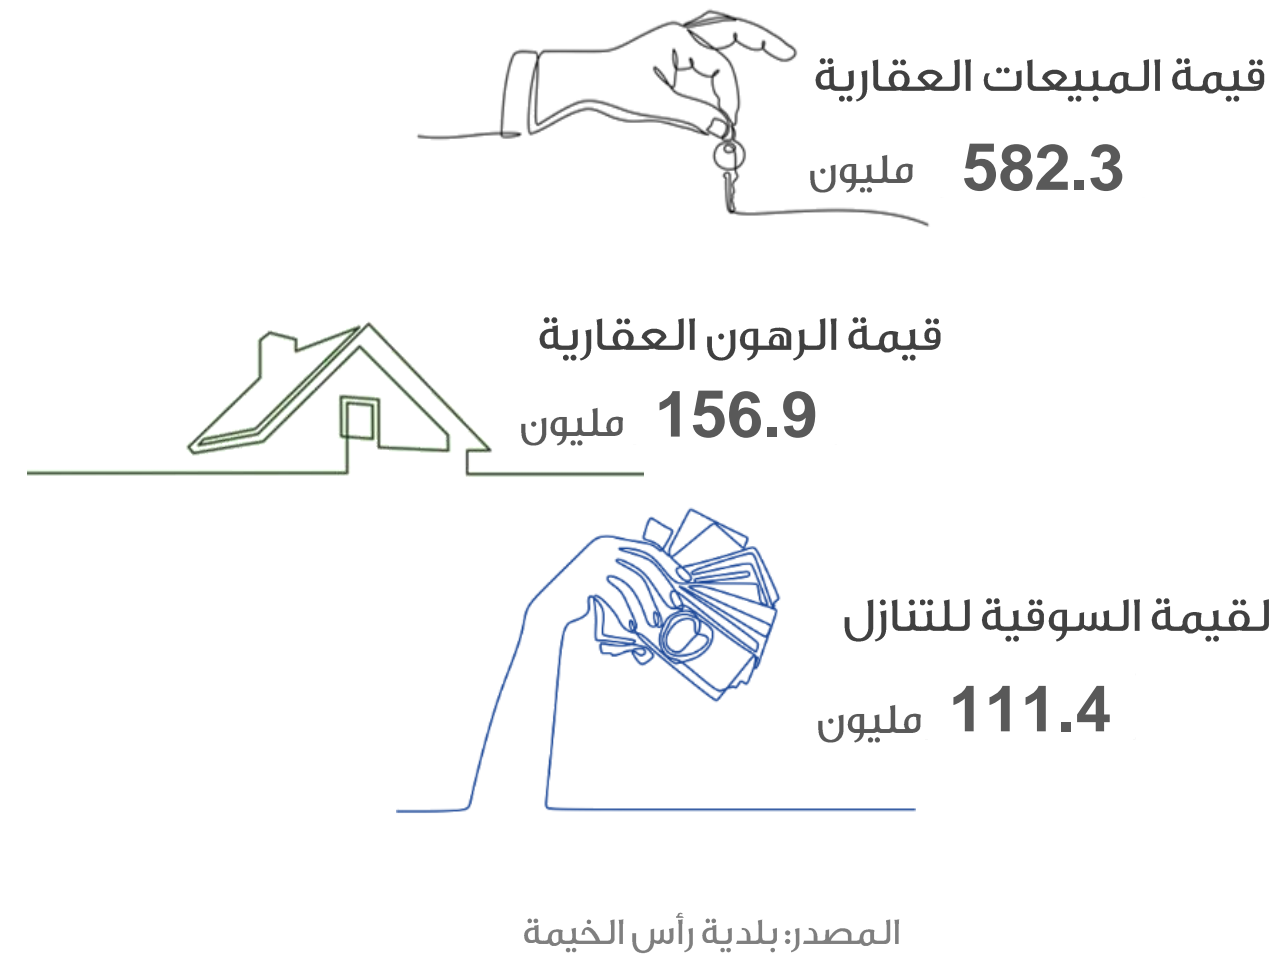 قيمة المبيعات العقارية
582.3 مليون
قيمة الرهون العقارية
156.9 مليون
لقيمة السوقية للتنازل
111.4 مليون
المصدر: بلدية رأس الخيمة